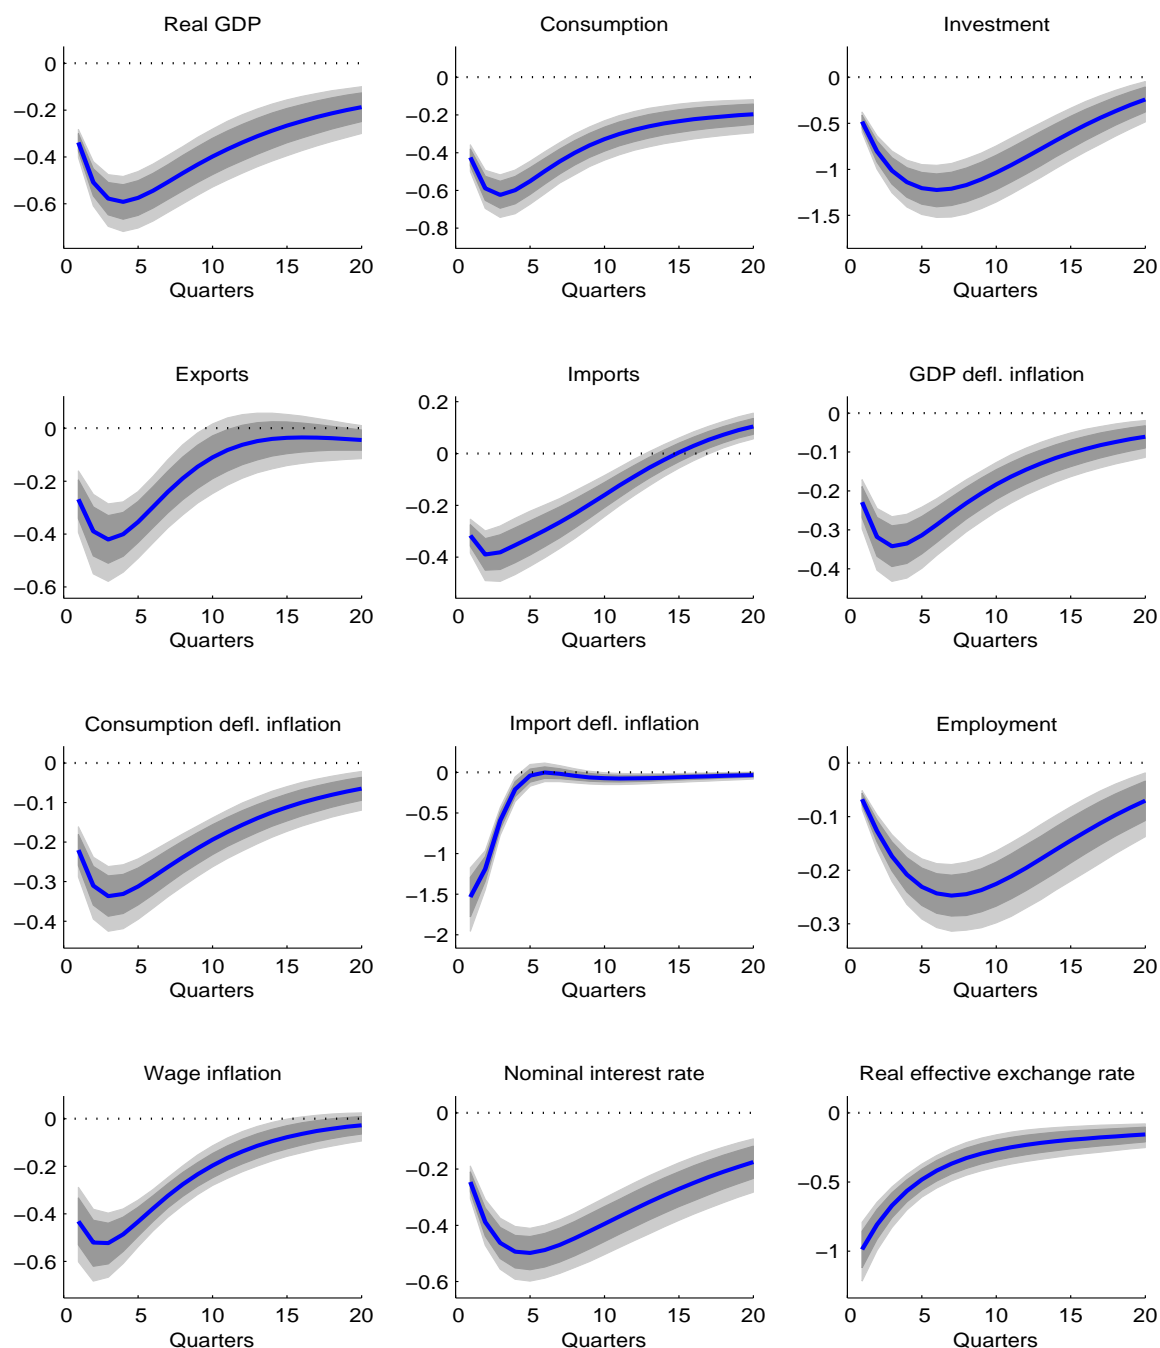 Real GDP
0
−0.2
−0.4
−0.6
0 5 10 15 20
Quarters
Consumption
0
−0.2
−0.4
−0.6
−0.8
0 5 10 15 20
Quarters
Investment
0
−0.5
−1
−1.5
0 5 10 15 20
Quarters
Exports
0
−0.2
−0.4
−0.6
0 5 10 15 20
Quarters
Imports
0.2
0
−0.2
−0.4
0 5 10 15 20
Quarters
GDP defl. inflation
0
−0.1
−0.2
−0.3
−0.4
0 5 10 15 20
Quarters
Consumption defl. inflation
0
−0.1
−0.2
−0.3
−0.4
0 5 10 15 20
Quarters
Import defl. inflation
0
−0.5
−1
−1.5
−2
0 5 10 15 20
Quarters
Employment
0
−0.1
−0.2
−0.3
0 5 10 15 20
Quarters
Wage inflation
0
−0.2
−0.4
−0.6
0 5 10 15 20
Quarters
Nominal interest rate
0
−0.2
−0.4
−0.6
0 5 10 15 20
Quarters
Real effective exchange rate
0
−0.5
−1
0 5 10 15 20
Quarters